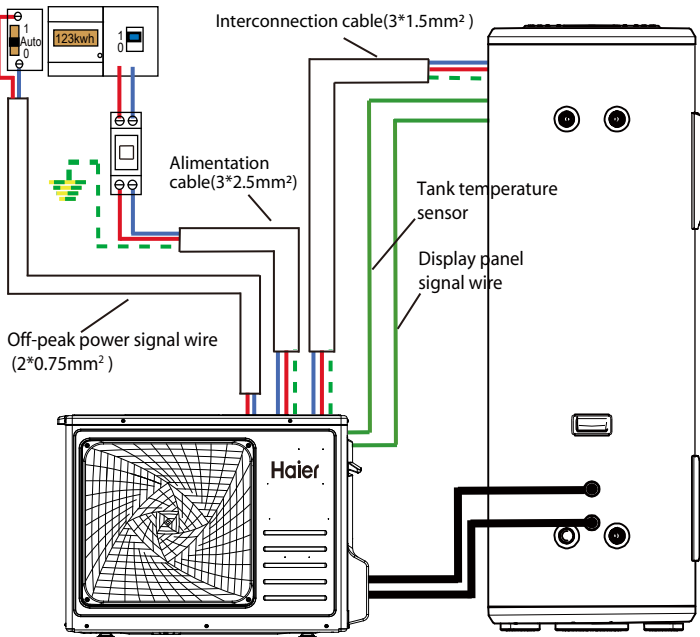 Interconnection cable(3*1.5mm²)
1
Auto
0
123kwh
1
0
Alimentation
cable(3*2.5mm²)
Tank temperature
sensor
Display panel
signal wire
Off-peak power signal wire
(2*0.75mm²)
Haier